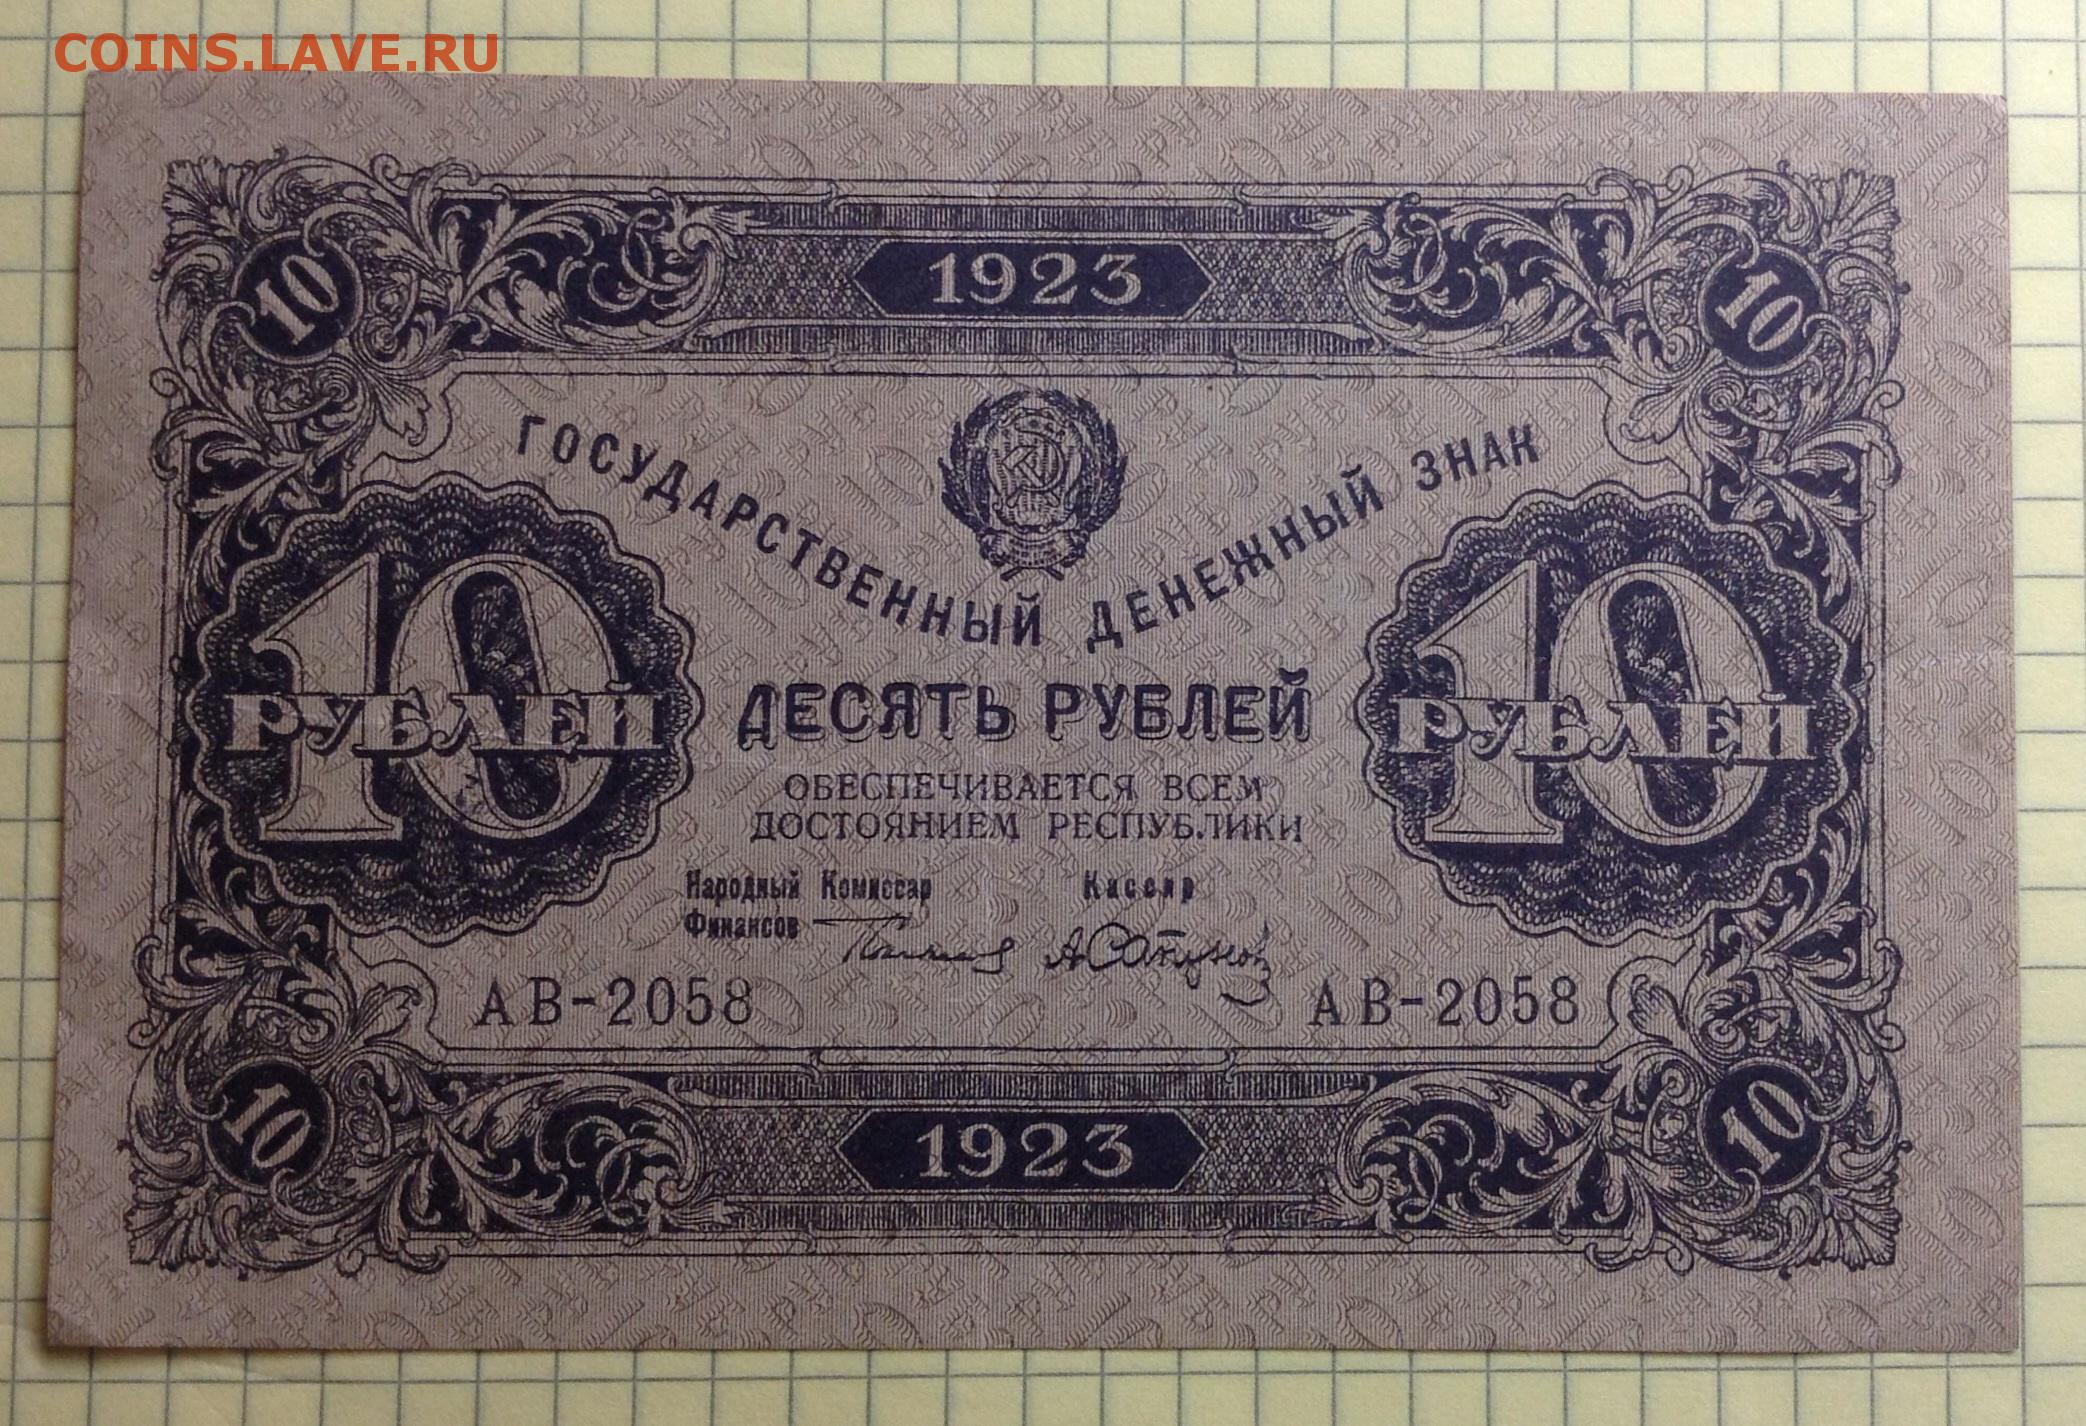 COINS.LAVE.RU
10 1923 10
ГОСУДАРСТВЕННЫЙ ДЕНЕЖНЫЙ ЗНАК
10 РУБЛЕЙ
ДЕСЯТЬ РУБЛЕЙ
10 РУБЛЕЙ
ОБЕСПЕЧИВАЕТСЯ ВСЕМ
ДОСТОЯНИЕМ РЕСПУБЛИКИ
Народный Комиссар
Финансов
Кассир
АВ-2058 АВ-2058
10 1923 10